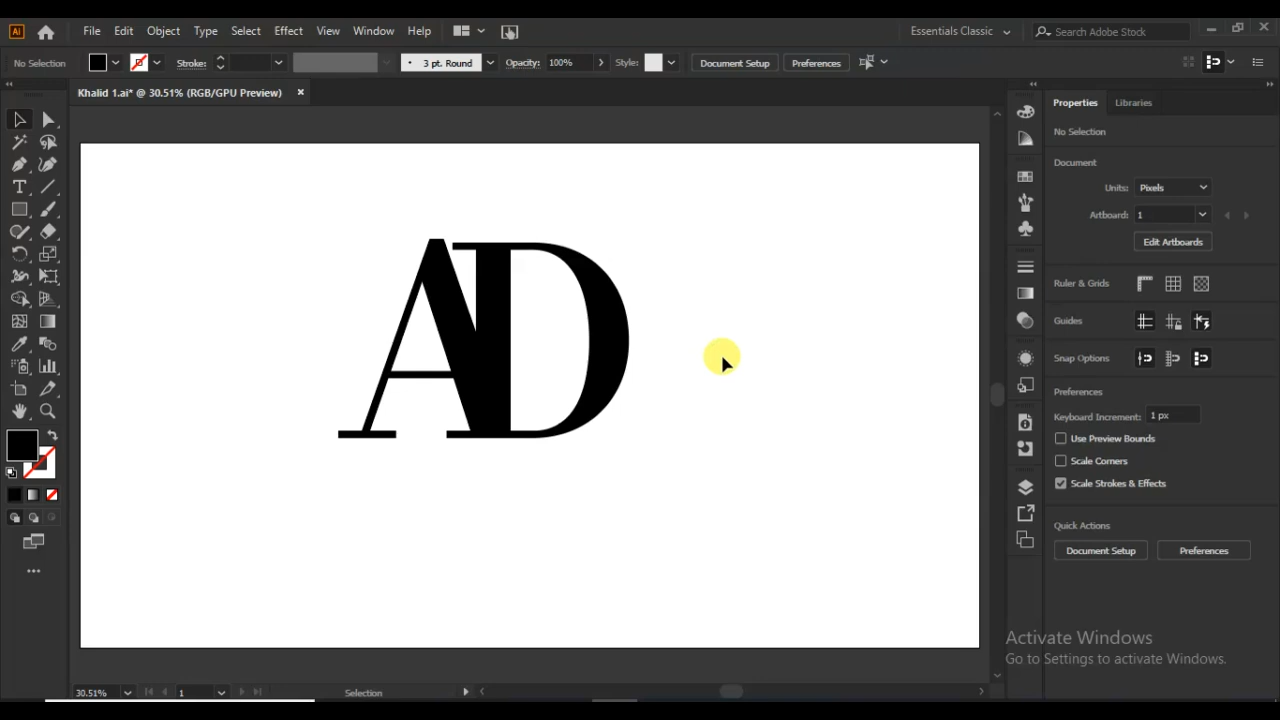 Ai File Edit Object Type Select Effect View Window Help Essentials Classic Search Adobe Stock
No Selection Stroke: 3 pt. Round Opacity: 100% Style: Document Setup Preferences
Khalid 1.ai* @ 30.51% (RGB/GPU Preview)
Properties Libraries
No Selection
Document
Units: Pixels
Artboard: 1
Edit Artboards
Ruler & Grids
Guides
Snap Options
Preferences
Keyboard Increment: 1 px
Use Preview Bounds
Scale Corners
Scale Strokes & Effects
Quick Actions
Document Setup Preferences
AD
Activate Windows
Go to Settings to activate Windows.
30.51% 1 Selection